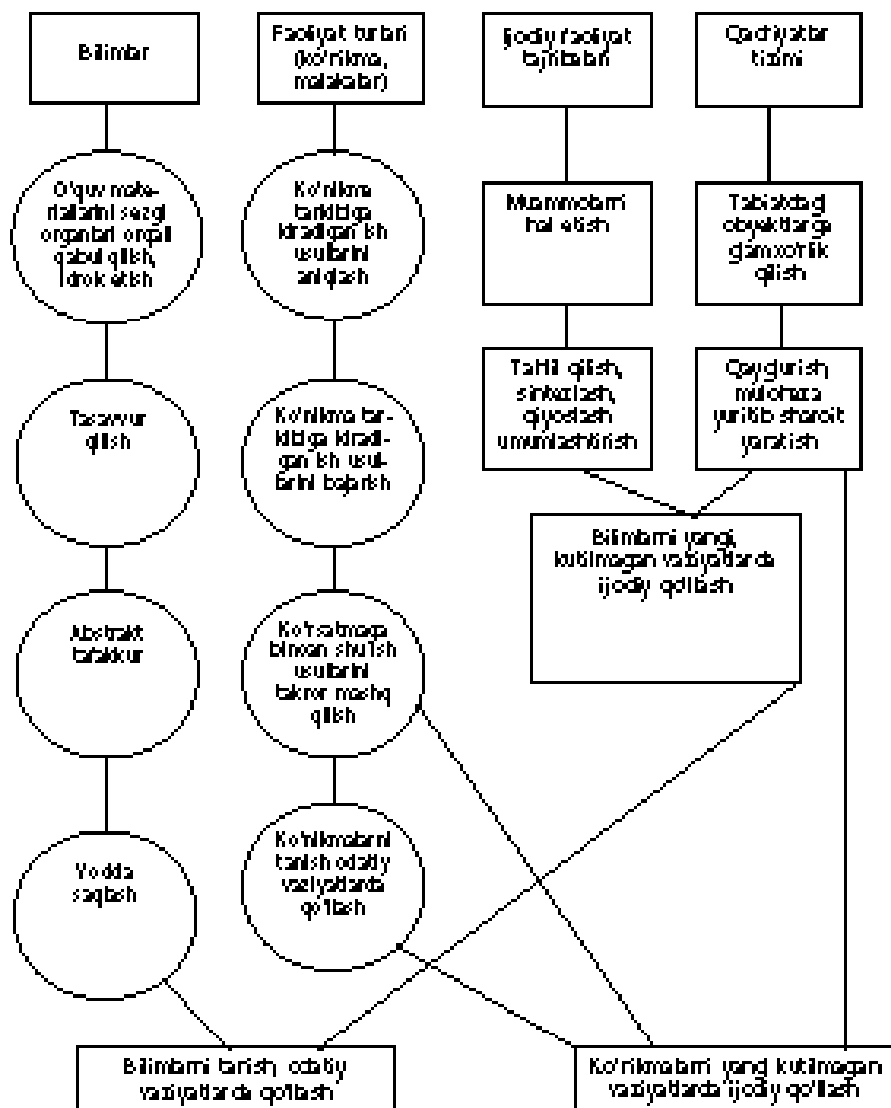 Bilimlar
Faoliyat turlari
(ko'nikma,
malakalar)
Ijodiy faoliyat
tajribalari
Qadriyatlar
tizimi
O'quv mate-
riallarini sezgi
organlari orqali
qabul qilish,
idrok etish
Ko'nikma
tarkibiga
kiradigan ish
usullarini
aniqlash
Muammolarni
hal etish
Tabiatdagi
obyektlarga
g'amxo'rlik
qilish
Tasavvur
qilish
Ko'nikma tar-
kibiga kiradi-
gan ish usul-
larini bajarish
Tahlil qilish,
sintezlash,
qiyoslash
umumlashtirish
Qayg'urish,
mulohaza
yuritib sharoit
yaratish
Bilimlarni yangi,
kutilmagan vaziyatlarda
ijodiy qo'llash
Abstrakt
tafakkur
Ko'rsatmaga
binoan shu ish
usullarini
takror mashq
qilish
Yodda
saqlash
Ko'nikmalarni
tanish odatiy
vaziyatlarda
qo'llash
Bilimlarni tanish, odatiy
vaziyatlarda qo'llash
Ko'nikmalarni yangi kutilmagan
vaziyatlarda ijodiy qo'llash